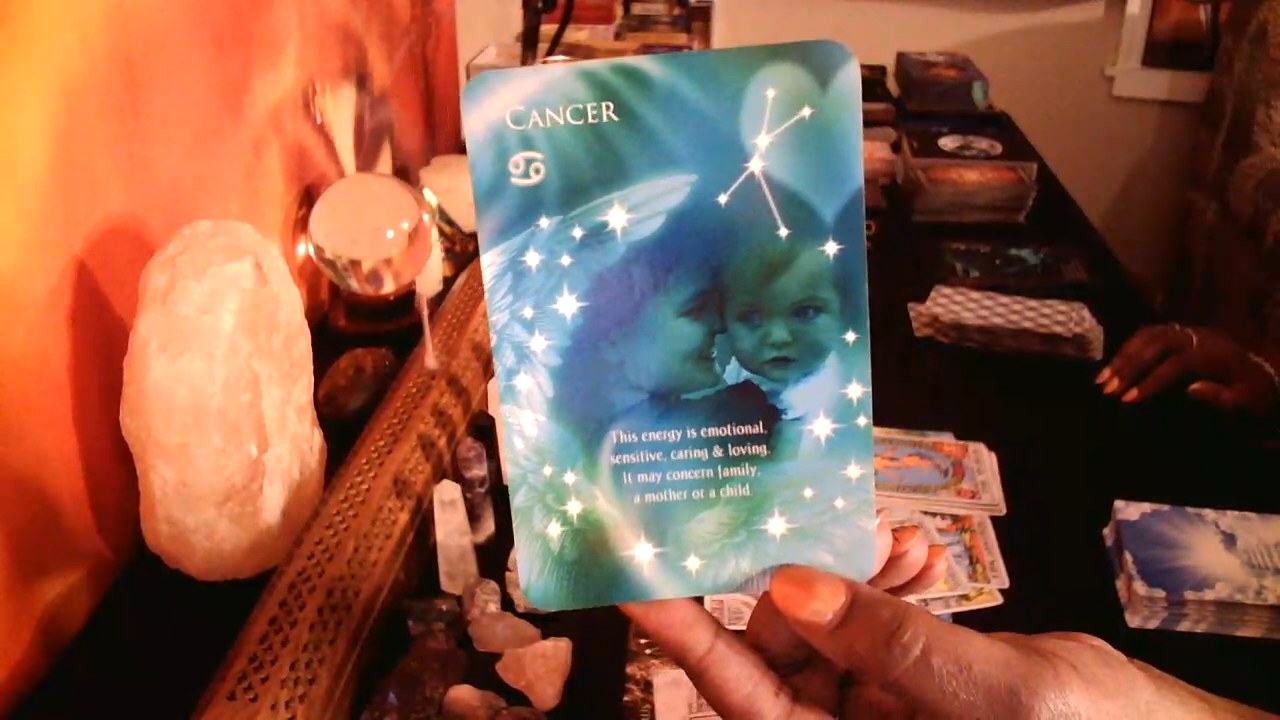 CANCER
♋
This energy is emotional,
sensitive, caring & loving.
It may concern family,
a mother or a child.